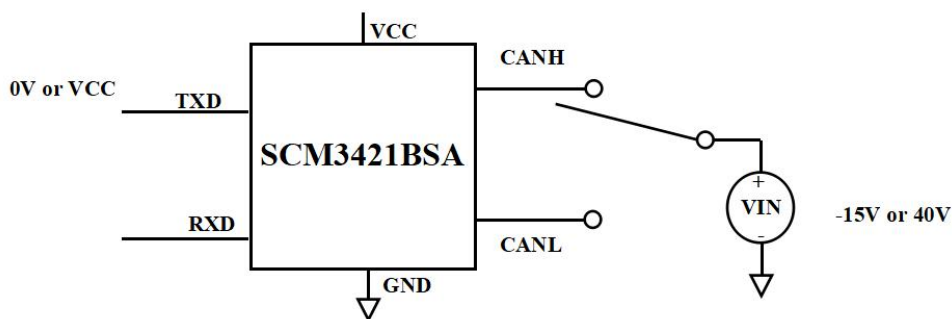 VCC
CANH
0V or VCC
TXD
SCM3421BSA
RXD
VIN
+
-
-15V or 40V
CANL
GND